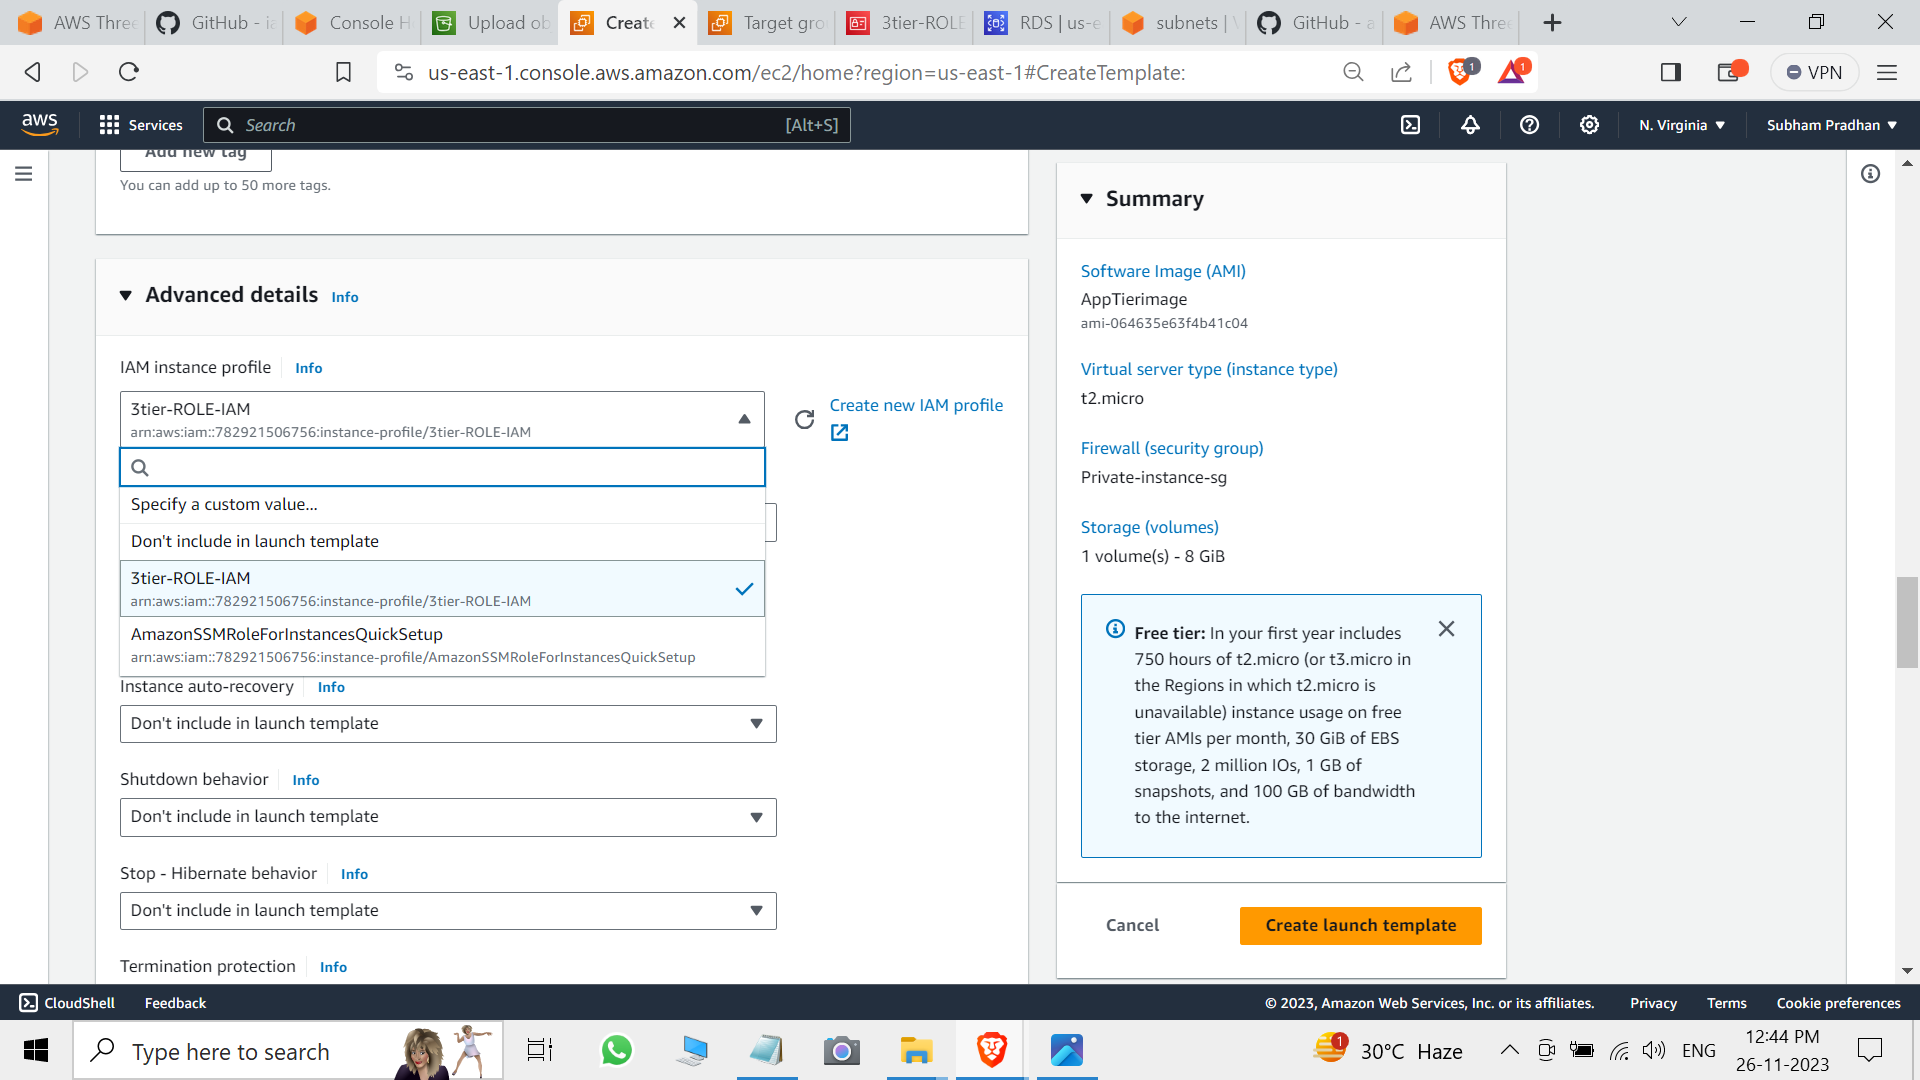 AWS Three
GitHub - ia
Console H
Upload ob
Create
Target gro
3tier-ROLE
RDS | us-e
subnets | V
GitHub - a
AWS Three
us-east-1.console.aws.amazon.com/ec2/home?region=us-east-1#CreateTemplate:
1
1
VPN
aws
Services
Search
[Alt+S]
N. Virginia
Subham Pradhan
Add new tag
You can add up to 50 more tags.
Advanced details
Info
IAM instance profile
Info
3tier-ROLE-IAM
arn:aws:iam::782921506756:instance-profile/3tier-ROLE-IAM
Create new IAM profile
Specify a custom value...
Don't include in launch template
3tier-ROLE-IAM
arn:aws:iam::782921506756:instance-profile/3tier-ROLE-IAM
AmazonSSMRoleForInstancesQuickSetup
arn:aws:iam::782921506756:instance-profile/AmazonSSMRoleForInstancesQuickSetup
Instance auto-recovery
Info
Don't include in launch template
Shutdown behavior
Info
Don't include in launch template
Stop - Hibernate behavior
Info
Don't include in launch template
Termination protection
Info
Summary
Software Image (AMI)
AppTierimage
ami-064635e63f4b41c04
Virtual server type (instance type)
t2.micro
Firewall (security group)
Private-instance-sg
Storage (volumes)
1 volume(s) - 8 GiB
Free tier: In your first year includes
750 hours of t2.micro (or t3.micro in
the Regions in which t2.micro is
unavailable) instance usage on free
tier AMIs per month, 30 GiB of EBS
storage, 2 million IOs, 1 GB of
snapshots, and 100 GB of bandwidth
to the internet.
Cancel
Create launch template
CloudShell
Feedback
© 2023, Amazon Web Services, Inc. or its affiliates.
Privacy
Terms
Cookie preferences
Type here to search
1
30°C Haze
ENG
12:44 PM
26-11-2023